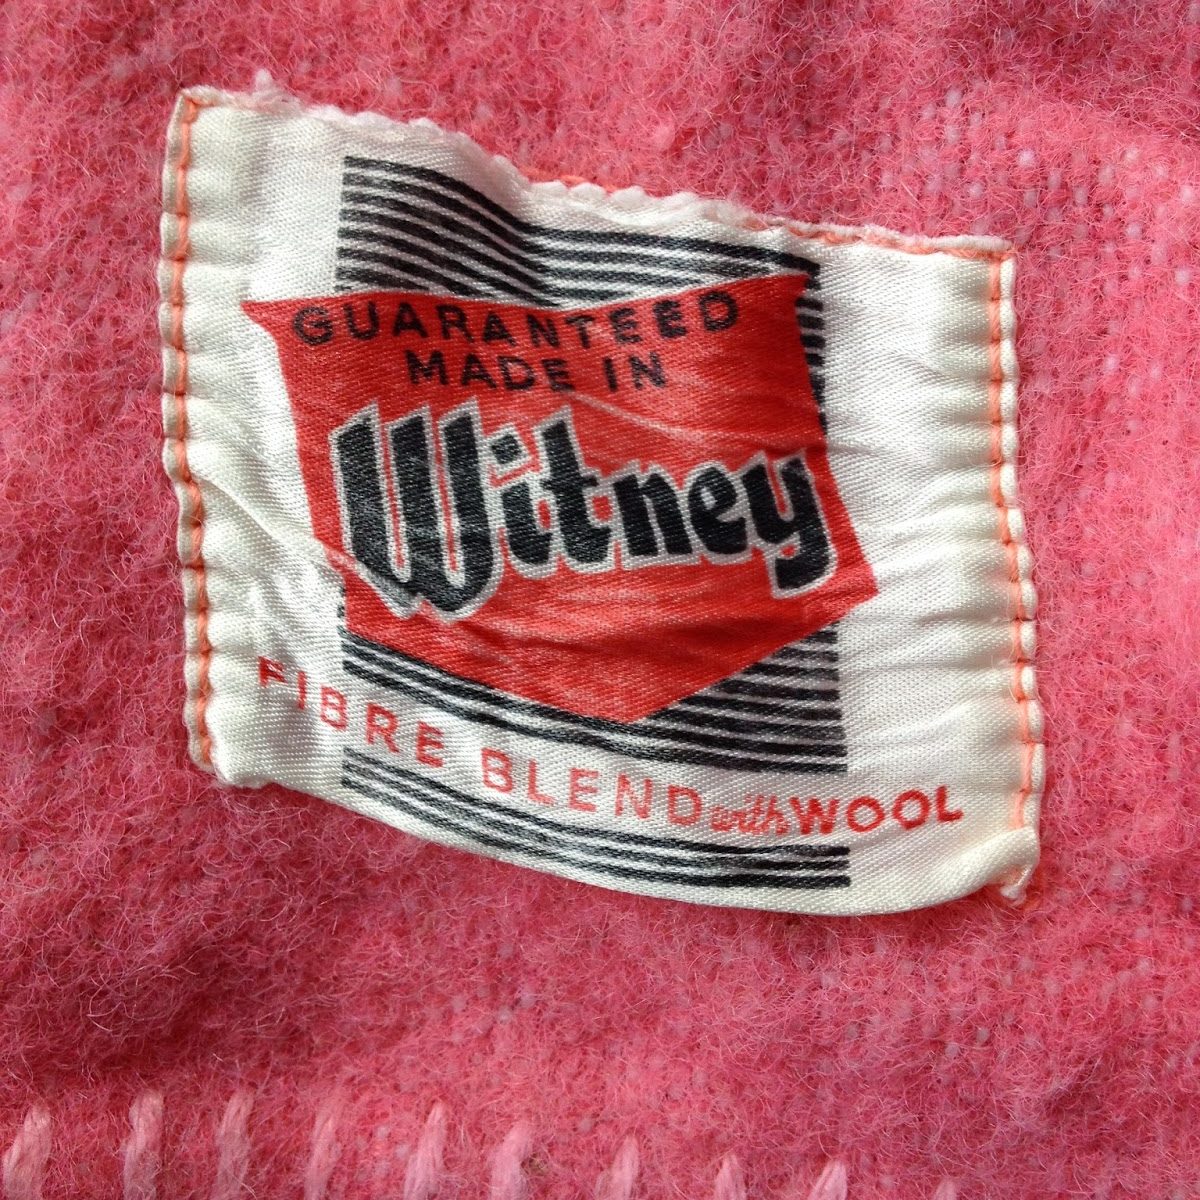 GUARANTEED
MADE IN
Witney
FIBRE BLEND with WOOL